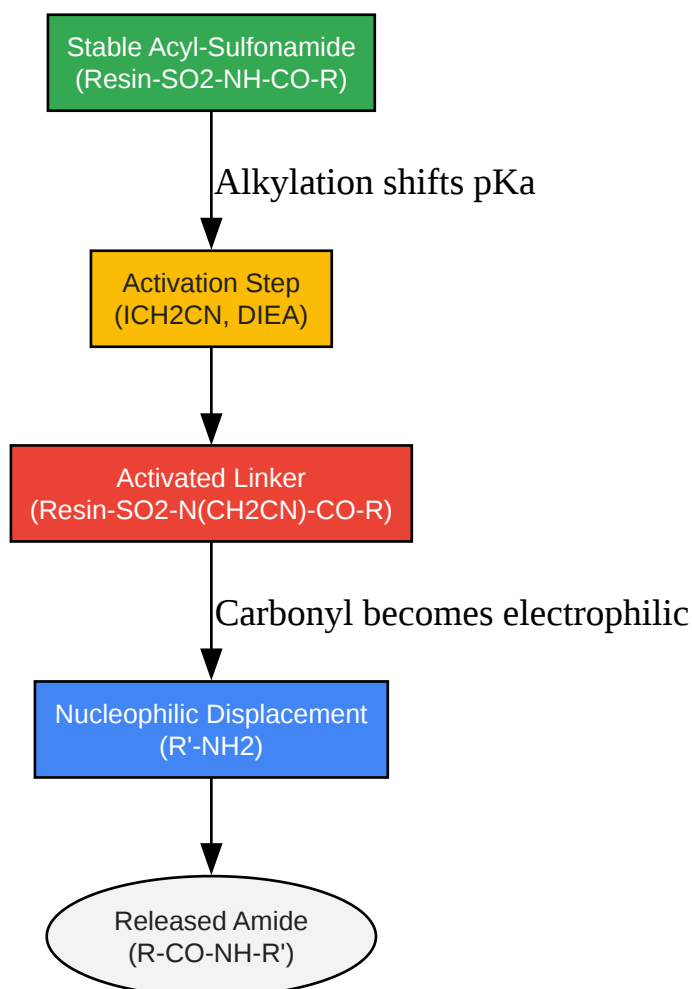 Stable Acyl-Sulfonamide
(Resin-SO2-NH-CO-R)
Alkylation shifts pKa
Activation Step
(ICH2CN, DIEA)
Activated Linker
(Resin-SO2-N(CH2CN)-CO-R)
Carbonyl becomes electrophilic
Nucleophilic Displacement
(R'-NH2)
Released Amide
(R-CO-NH-R')